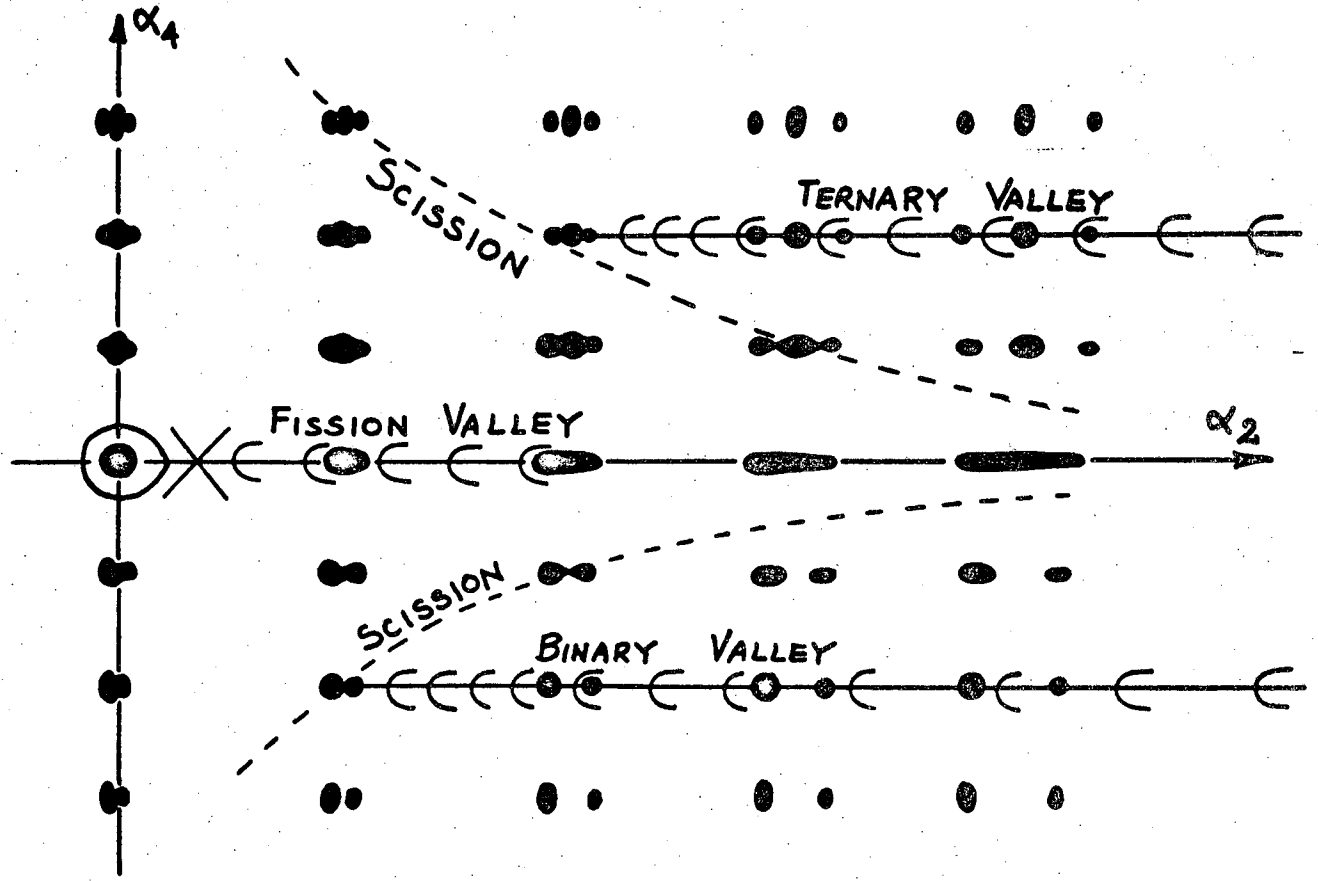 α₄
SCISSION
TERNARY VALLEY
FISSION VALLEY
α₂
SCISSION
BINARY VALLEY